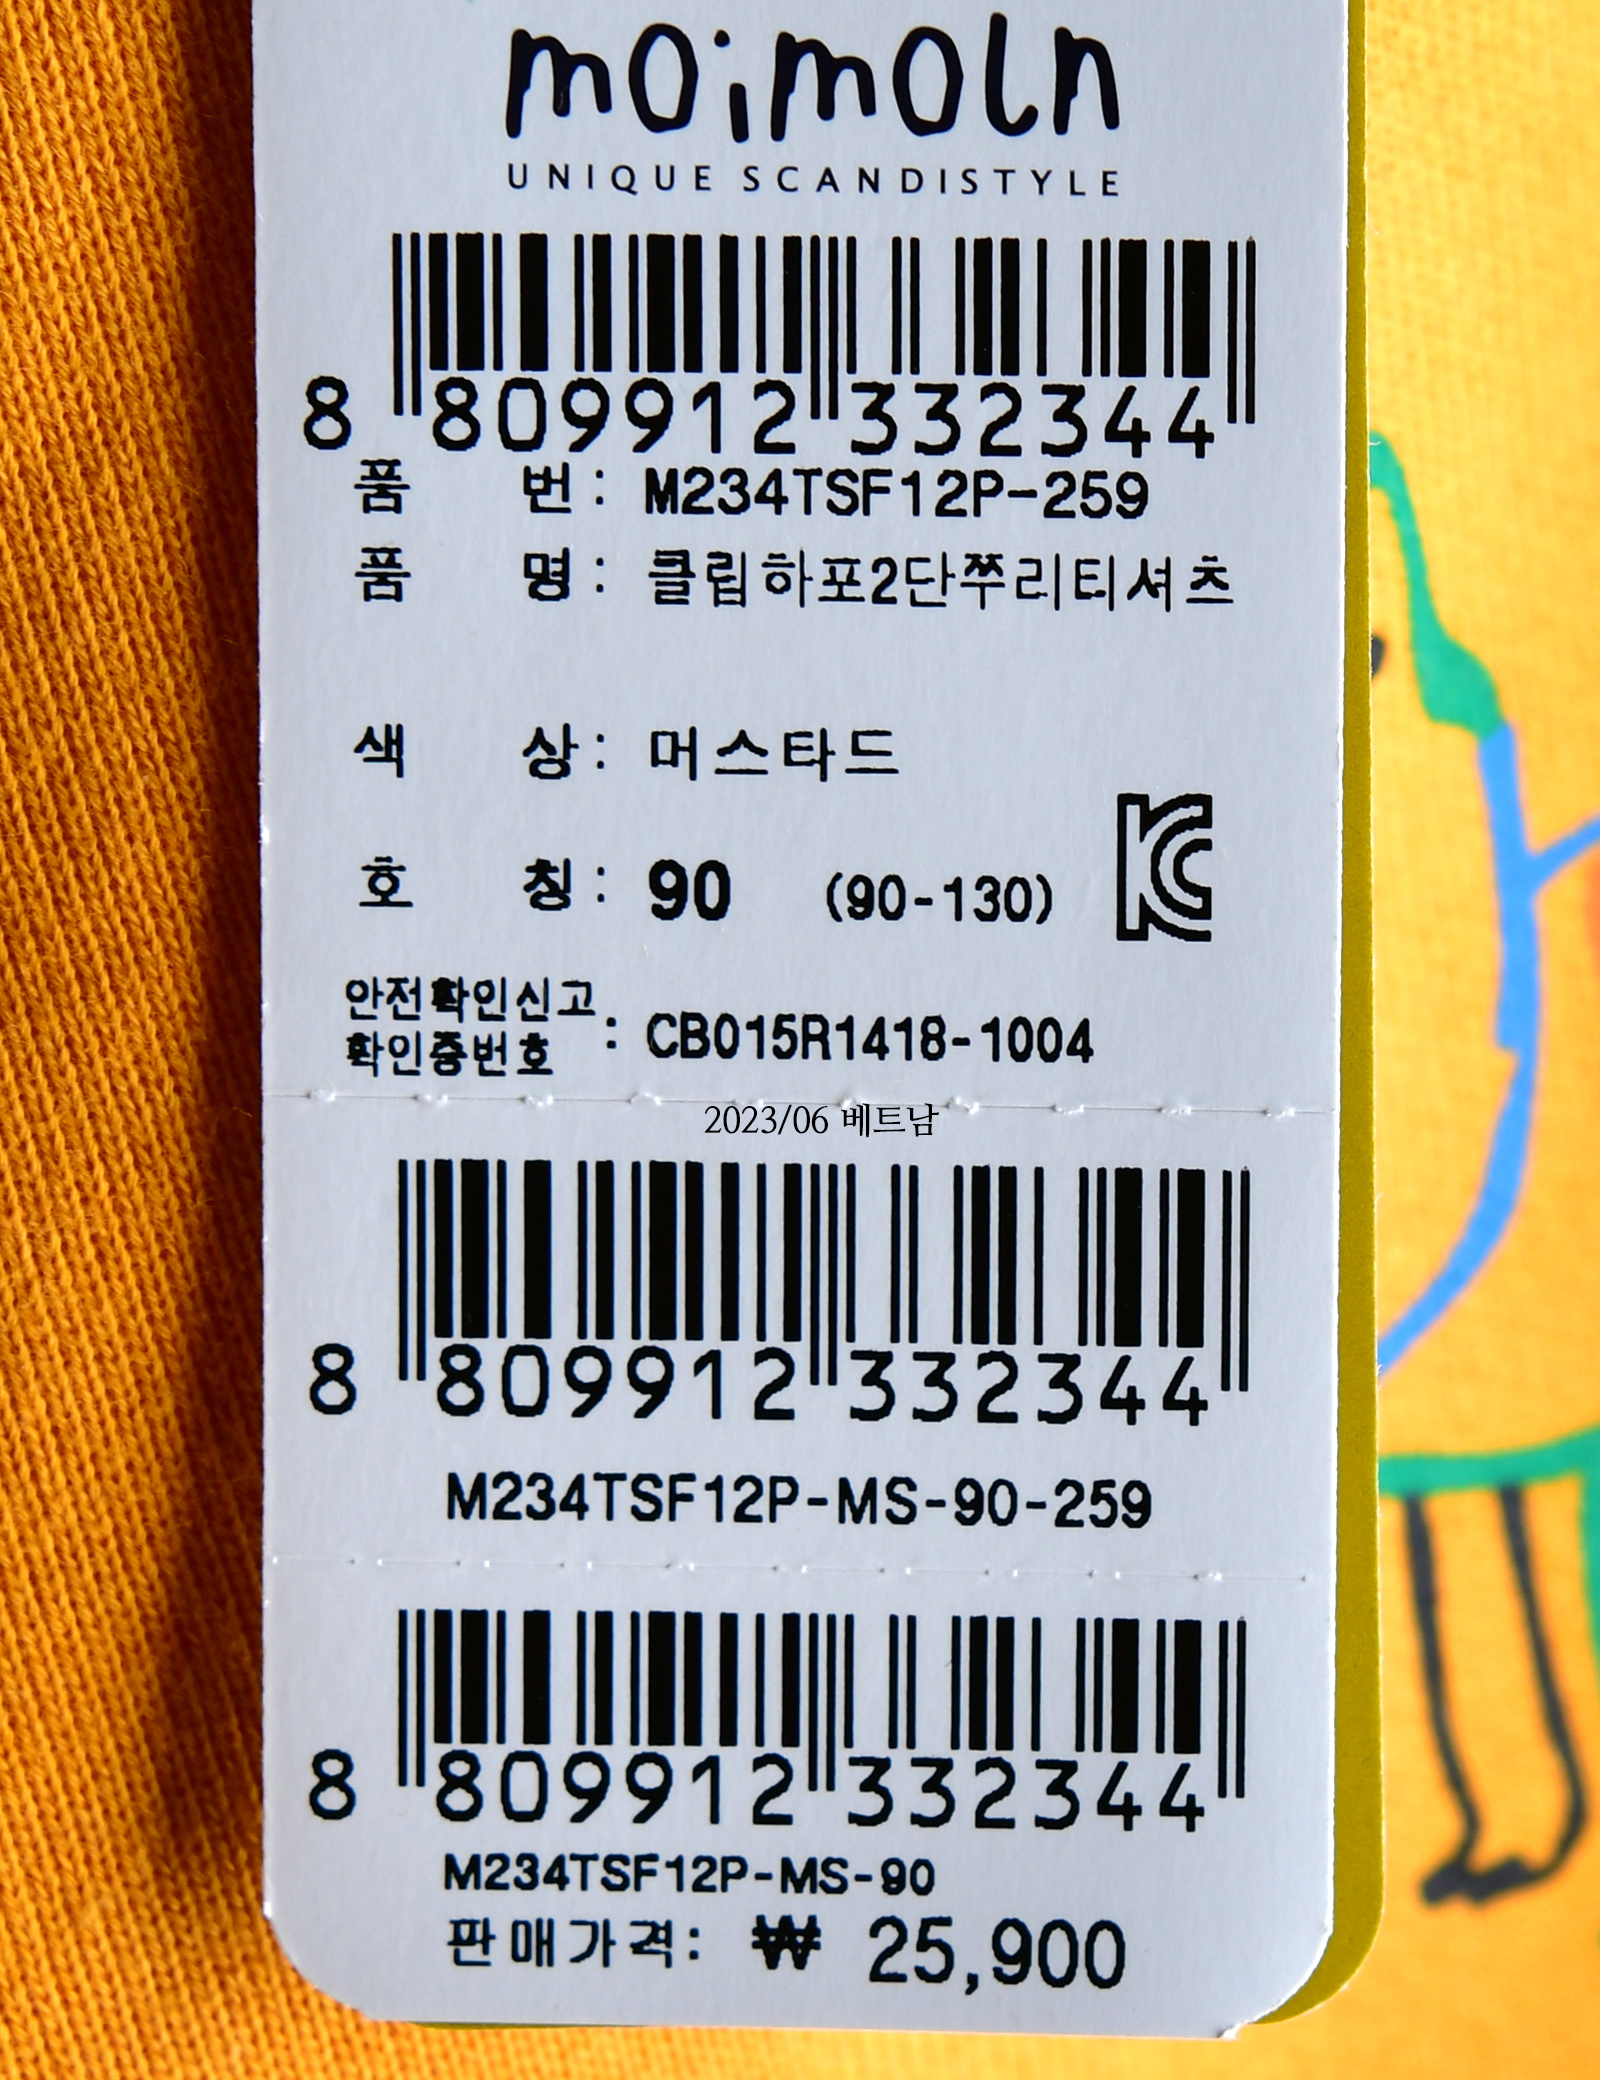 moimoln
UNIQUE SCANDISTYLE
8 809912 332344
품 번 : M234TSF12P-259
품 명 : 클립하포2단쭈리티셔츠
색 상 : 머스타드
호 칭 : 90 (90-130)
안전확인신고
확인증번호 : CB015R1418-1004
2023/06 베트남
8 809912 332344
M234TSF12P-MS-90-259
8 809912 332344
M234TSF12P-MS-90
판매가격: ₩ 25,900